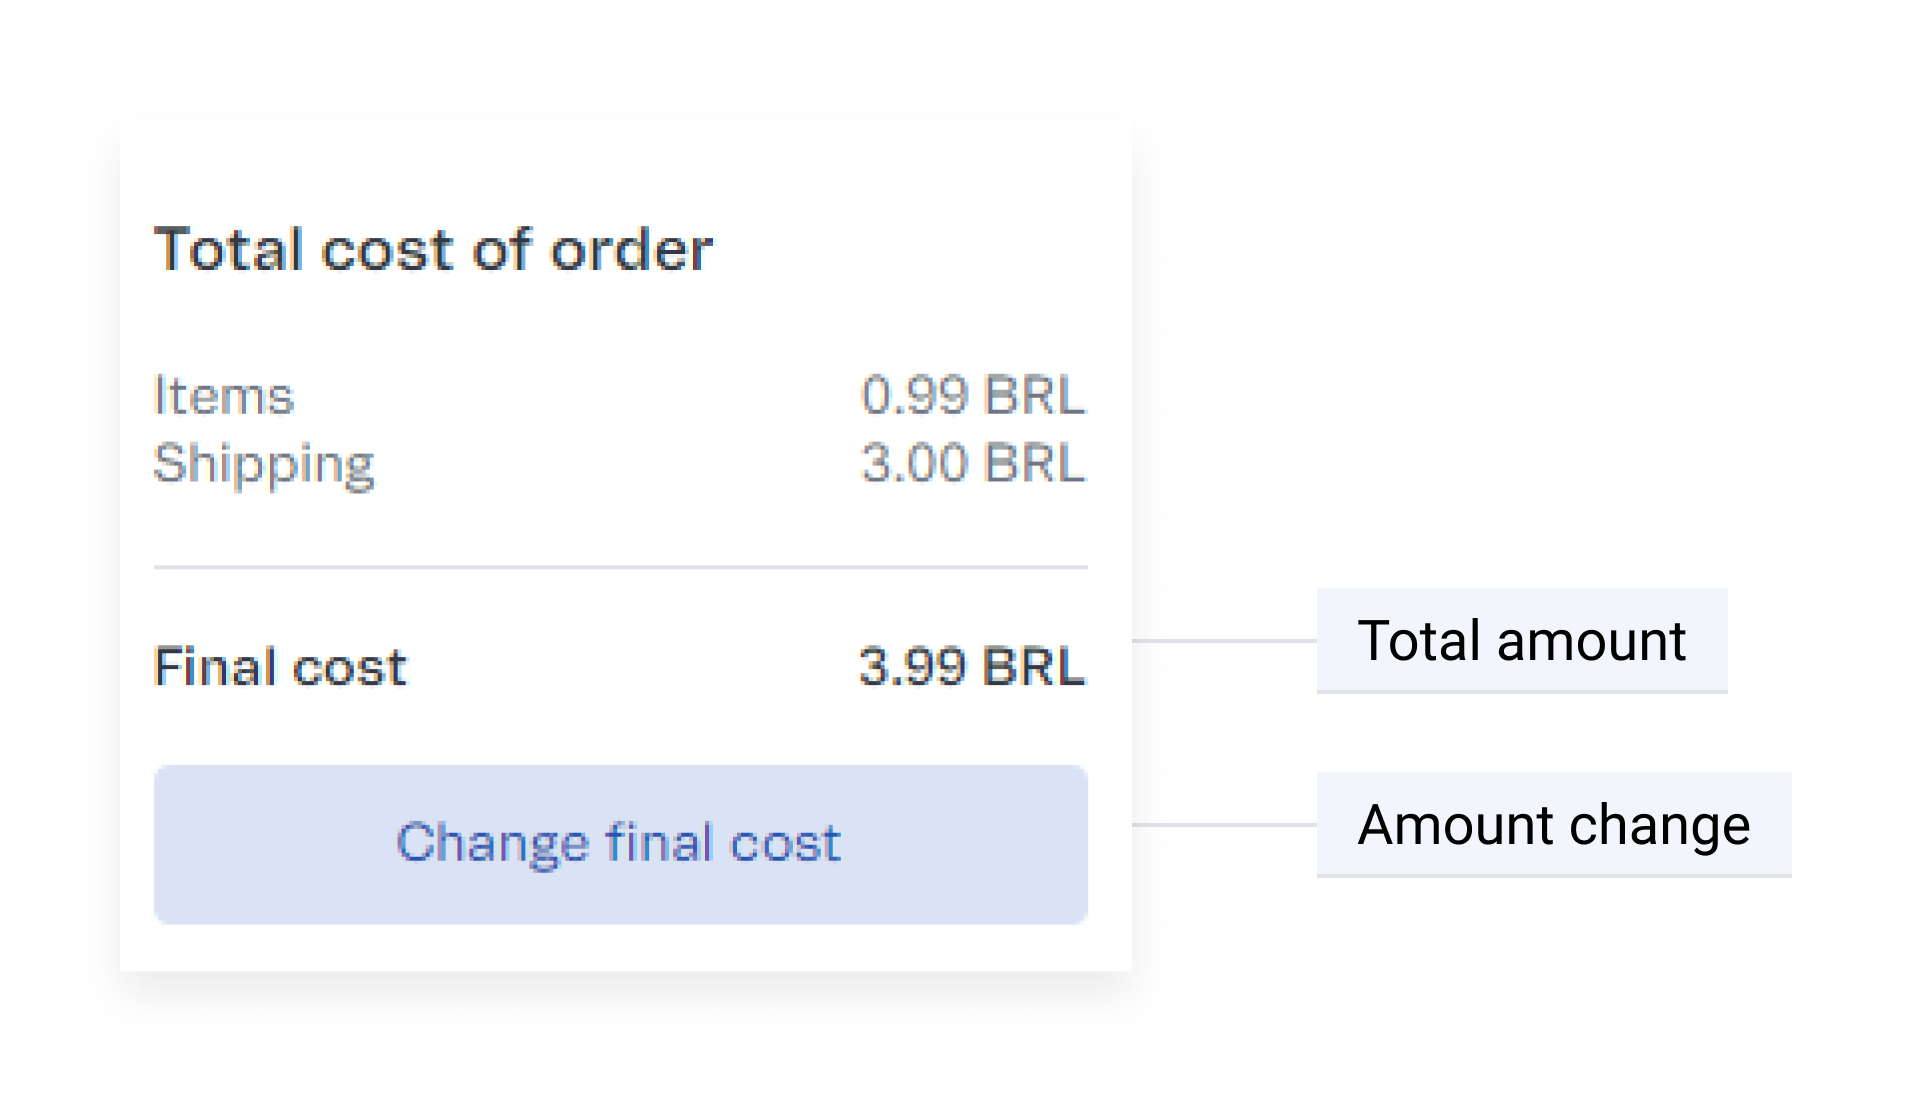 Total cost of order
Items 0.99 BRL
Shipping 3.00 BRL
Final cost 3.99 BRL
Total amount
Change final cost
Amount change